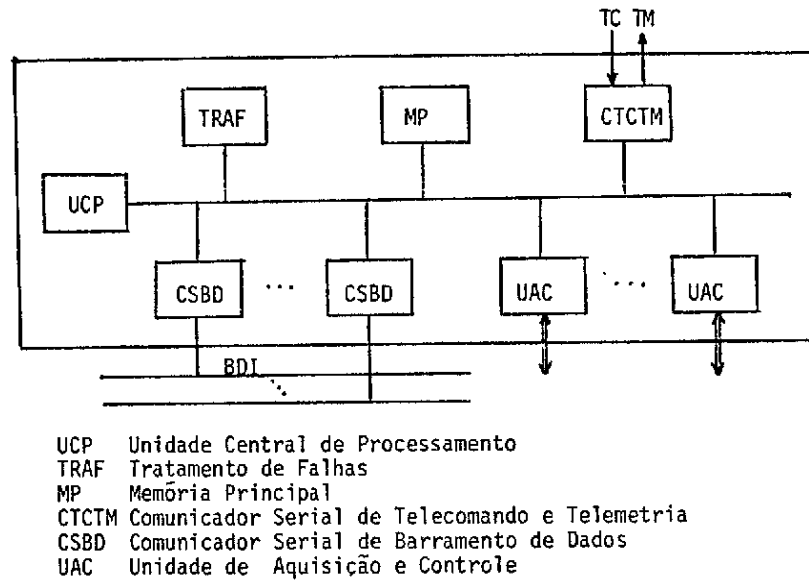 TC TM
TRAF
MP
CTCTM
UCP
CSBD
...
CSBD
UAC
....
UAC
BDI
UCP Unidade Central de Processamento
TRAF Tratamento de Falhas
MP Memória Principal
CTCTM Comunicador Serial de Telecomando e Telemetria
CSBD Comunicador Serial de Barramento de Dados
UAC Unidade de Aquisição e Controle